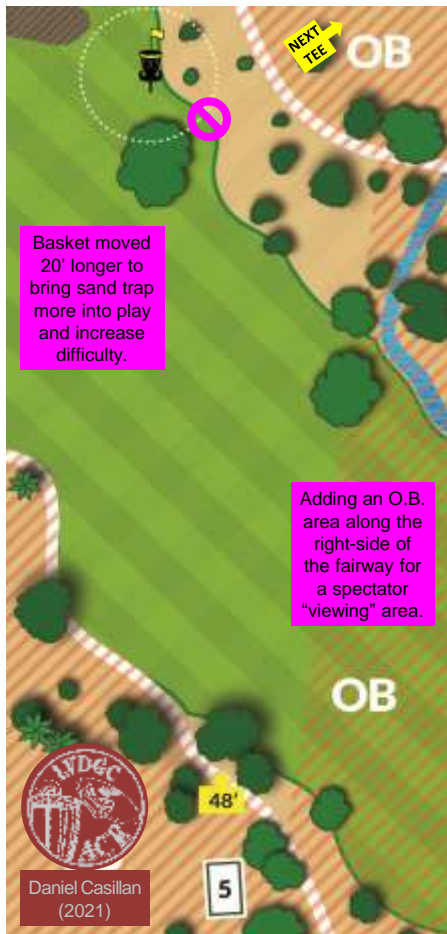 NEXT
TEE
OB
Basket moved
20' longer to
bring sand trap
more into play
and increase
difficulty.
Adding an O.B.
area along the
right-side of
the fairway for
a spectator
“viewing” area.
OB
LVDGC
ACE
48'
5
Daniel Casillan
(2021)